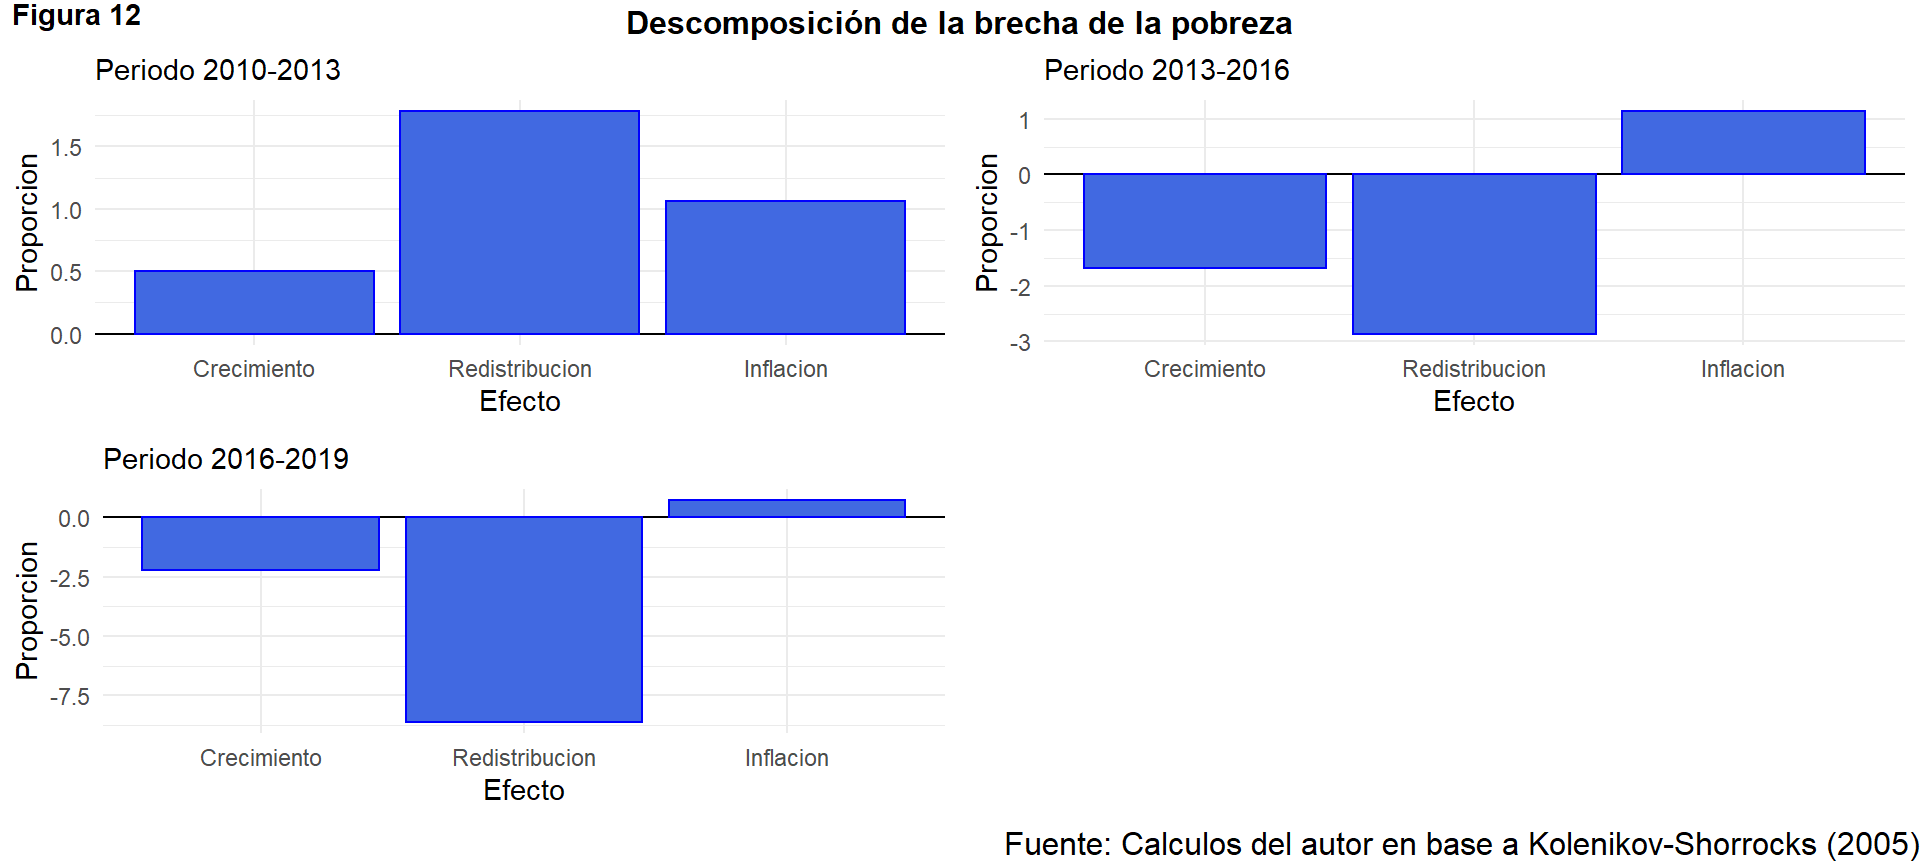 Figura 12
Descomposición de la brecha de la pobreza
Periodo 2010-2013
Proporcion
1.5
1.0
0.5
0.0
Crecimiento Redistribucion Inflacion
Efecto
Periodo 2013-2016
Proporcion
1
0
-1
-2
-3
Crecimiento Redistribucion Inflacion
Efecto
Periodo 2016-2019
Proporcion
0.0
-2.5
-5.0
-7.5
Crecimiento Redistribucion Inflacion
Efecto
Fuente: Calculos del autor en base a Kolenikov-Shorrocks (2005)